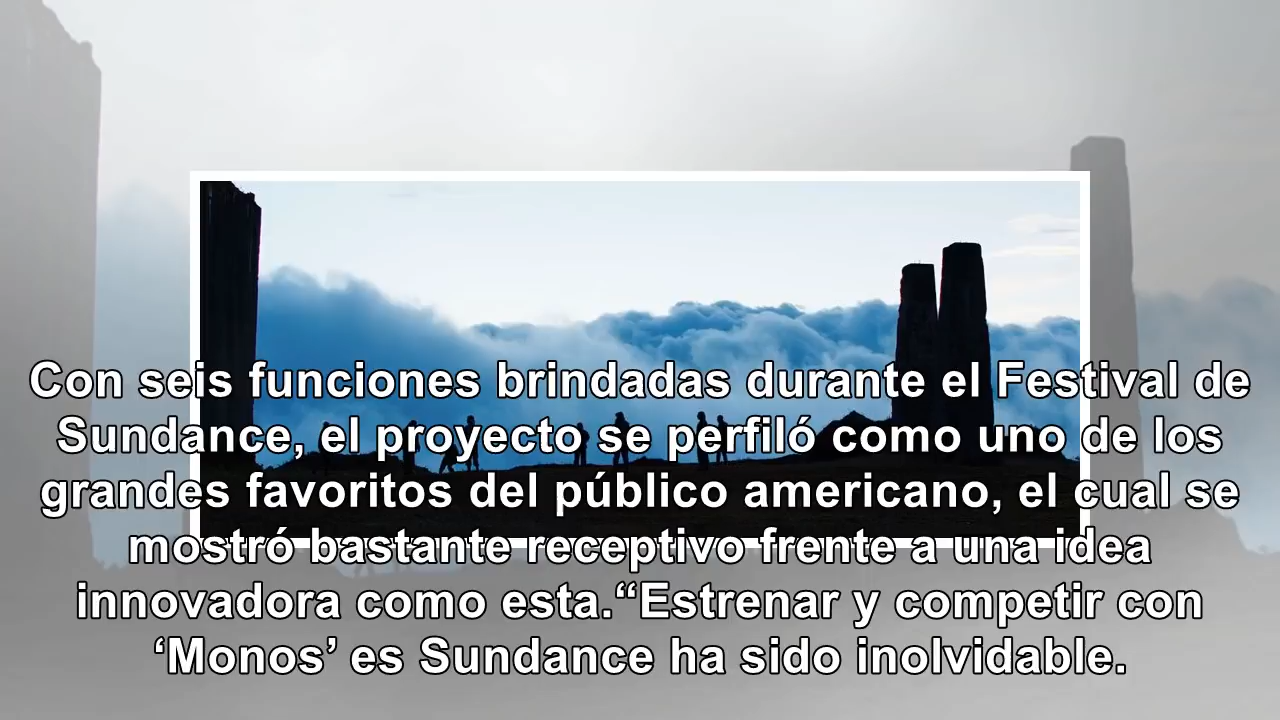 Con seis funciones brindadas durante el Festival de
Sundance, el proyecto se perfiló como uno de los
grandes favoritos del público americano, el cual se
mostró bastante receptivo frente a una idea
innovadora como esta.“Estrenar y competir con
‘Monos’ es Sundance ha sido inolvidable.